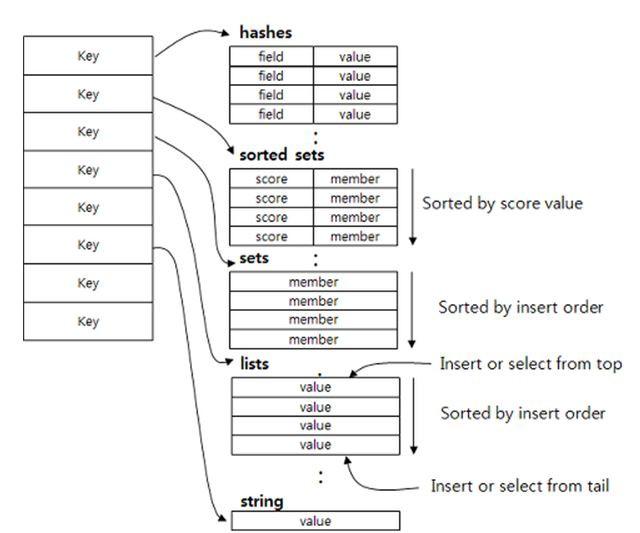 hashes
Key
Key
Key
Key
Key
Key
Key
Key
field value
field value
field value
field value
sorted sets
score member
score member
score member
score member
Sorted by score value
sets
member
member
member
member
Sorted by insert order
lists
Insert or select from top
value
value
value
value
Sorted by insert order
Insert or select from tail
string
value